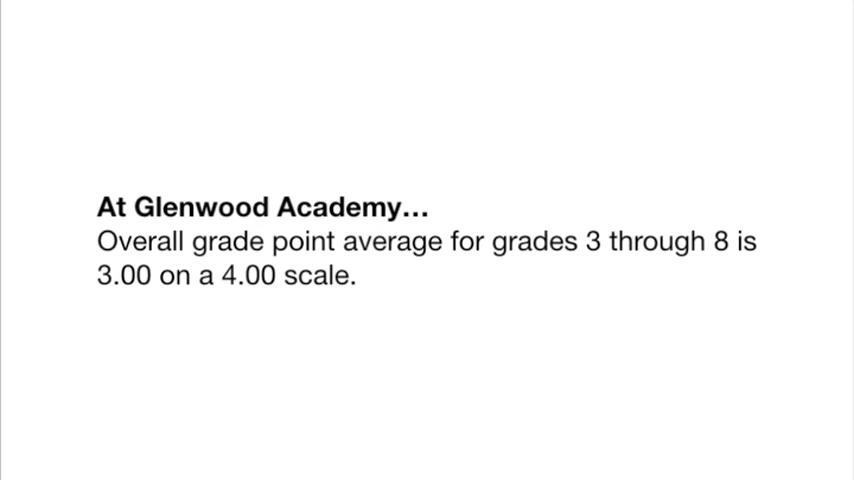 At Glenwood Academy…
Overall grade point average for grades 3 through 8 is
3.00 on a 4.00 scale.